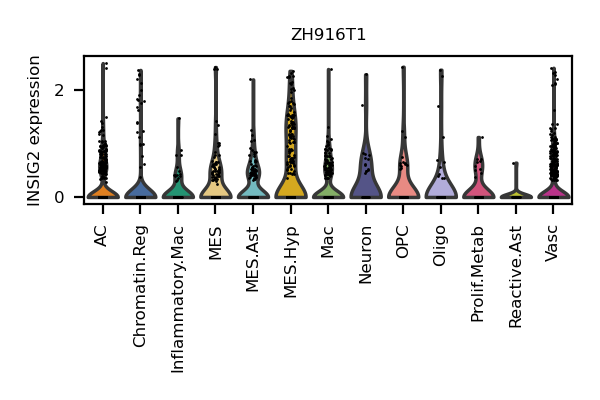 ZH916T1
INSIG2 expression
2
0
AC
Chromatin.Reg
Inflammatory.Mac
MES
MES.Ast
MES.Hyp
Mac
Neuron
OPC
Oligo
Prolif.Metab
Reactive.Ast
Vasc